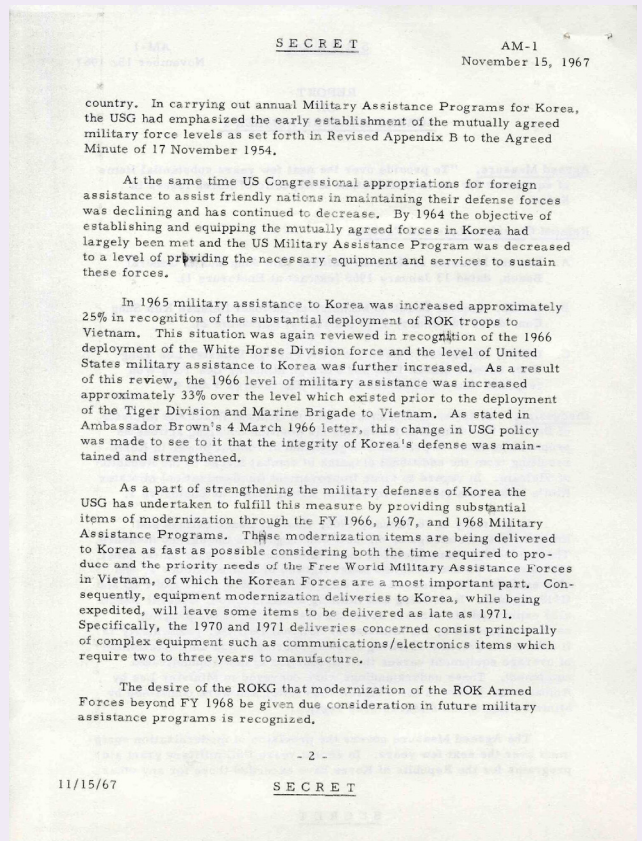 SECRET
AM-1
November 15, 1967
country. In carrying out annual Military Assistance Programs for Korea,
the USG had emphasized the early establishment of the mutually agreed
military force levels as set forth in Revised Appendix B to the Agreed
Minute of 17 November 1954.
At the same time US Congressional appropriations for foreign
assistance to assist friendly nations in maintaining their defense forces
was declining and has continued to decrease. By 1964 the objective of
establishing and equipping the mutually agreed forces in Korea had
largely been met and the US Military Assistance Program was decreased
to a level of providing the necessary equipment and services to sustain
these forces.
In 1965 military assistance to Korea was increased approximately
25% in recognition of the substantial deployment of ROK troops to
Vietnam. This situation was again reviewed in recognition of the 1966
deployment of the White Horse Division force and the level of United
States military assistance to Korea was further increased. As a result
of this review, the 1966 level of military assistance was increased
approximately 33% over the level which existed prior to the deployment
of the Tiger Division and Marine Brigade to Vietnam. As stated in
Ambassador Brown's 4 March 1966 letter, this change in USG policy
was made to see to it that the integrity of Korea's defense was main-
tained and strengthened.
As a part of strengthening the military defenses of Korea the
USG has undertaken to fulfill this measure by providing substantial
items of modernization through the FY 1966, 1967, and 1968 Military
Assistance Programs. These modernization items are being delivered
to Korea as fast as possible considering both the time required to pro-
duce and the priority needs of the Free World Military Assistance Forces
in Vietnam, of which the Korean Forces are a most important part. Con-
sequently, equipment modernization deliveries to Korea, while being
expedited, will leave some items to be delivered as late as 1971.
Specifically, the 1970 and 1971 deliveries concerned consist principally
of complex equipment such as communications/electronics items which
require two to three years to manufacture.
The desire of the ROKG that modernization of the ROK Armed
Forces beyond FY 1968 be given due consideration in future military
assistance programs is recognized.
- 2 -
11/15/67
SECRET